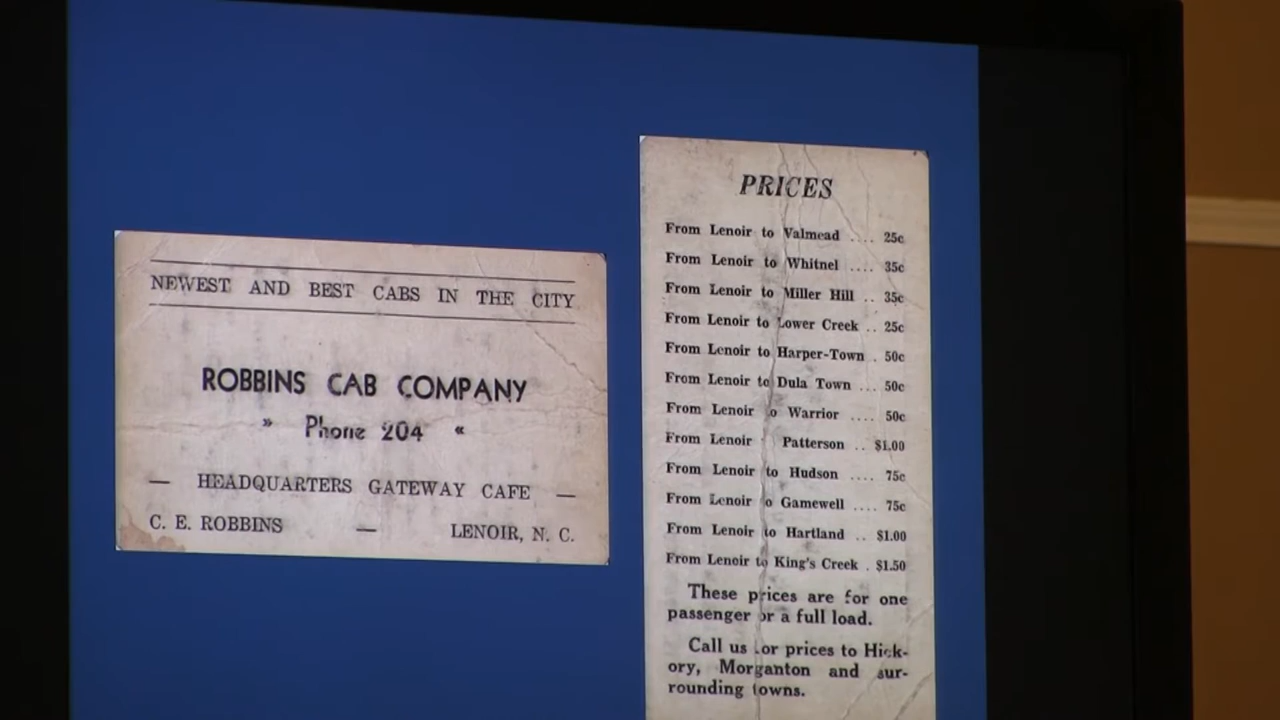 NEWEST AND BEST CABS IN THE CITY
ROBBINS CAB COMPANY
» Phone 204 «
— HEADQUARTERS GATEWAY CAFE —
C. E. ROBBINS — LENOIR, N. C.
PRICES
From Lenoir to Valmead .... 25c
From Lenoir to Whitnel .... 35c
From Lenoir to Miller Hill .. 35c
From Lenoir to Lower Creek .. 25c
From Lenoir to Harper-Town . 50c
From Lenoir to Dula Town ... 50c
From Lenoir o Warrior .... 50c
From Lenoir Patterson .. $1.00
From Lenoir to Hudson .... 75c
From Lenoir o Gamewell .... 75c
From Lenoir to Hartland .. $1.00
From Lenoir to King's Creek . $1.50
These prices are for one
passenger or a full load.
Call us or prices to Hick-
ory, Morganton and sur-
rounding towns.